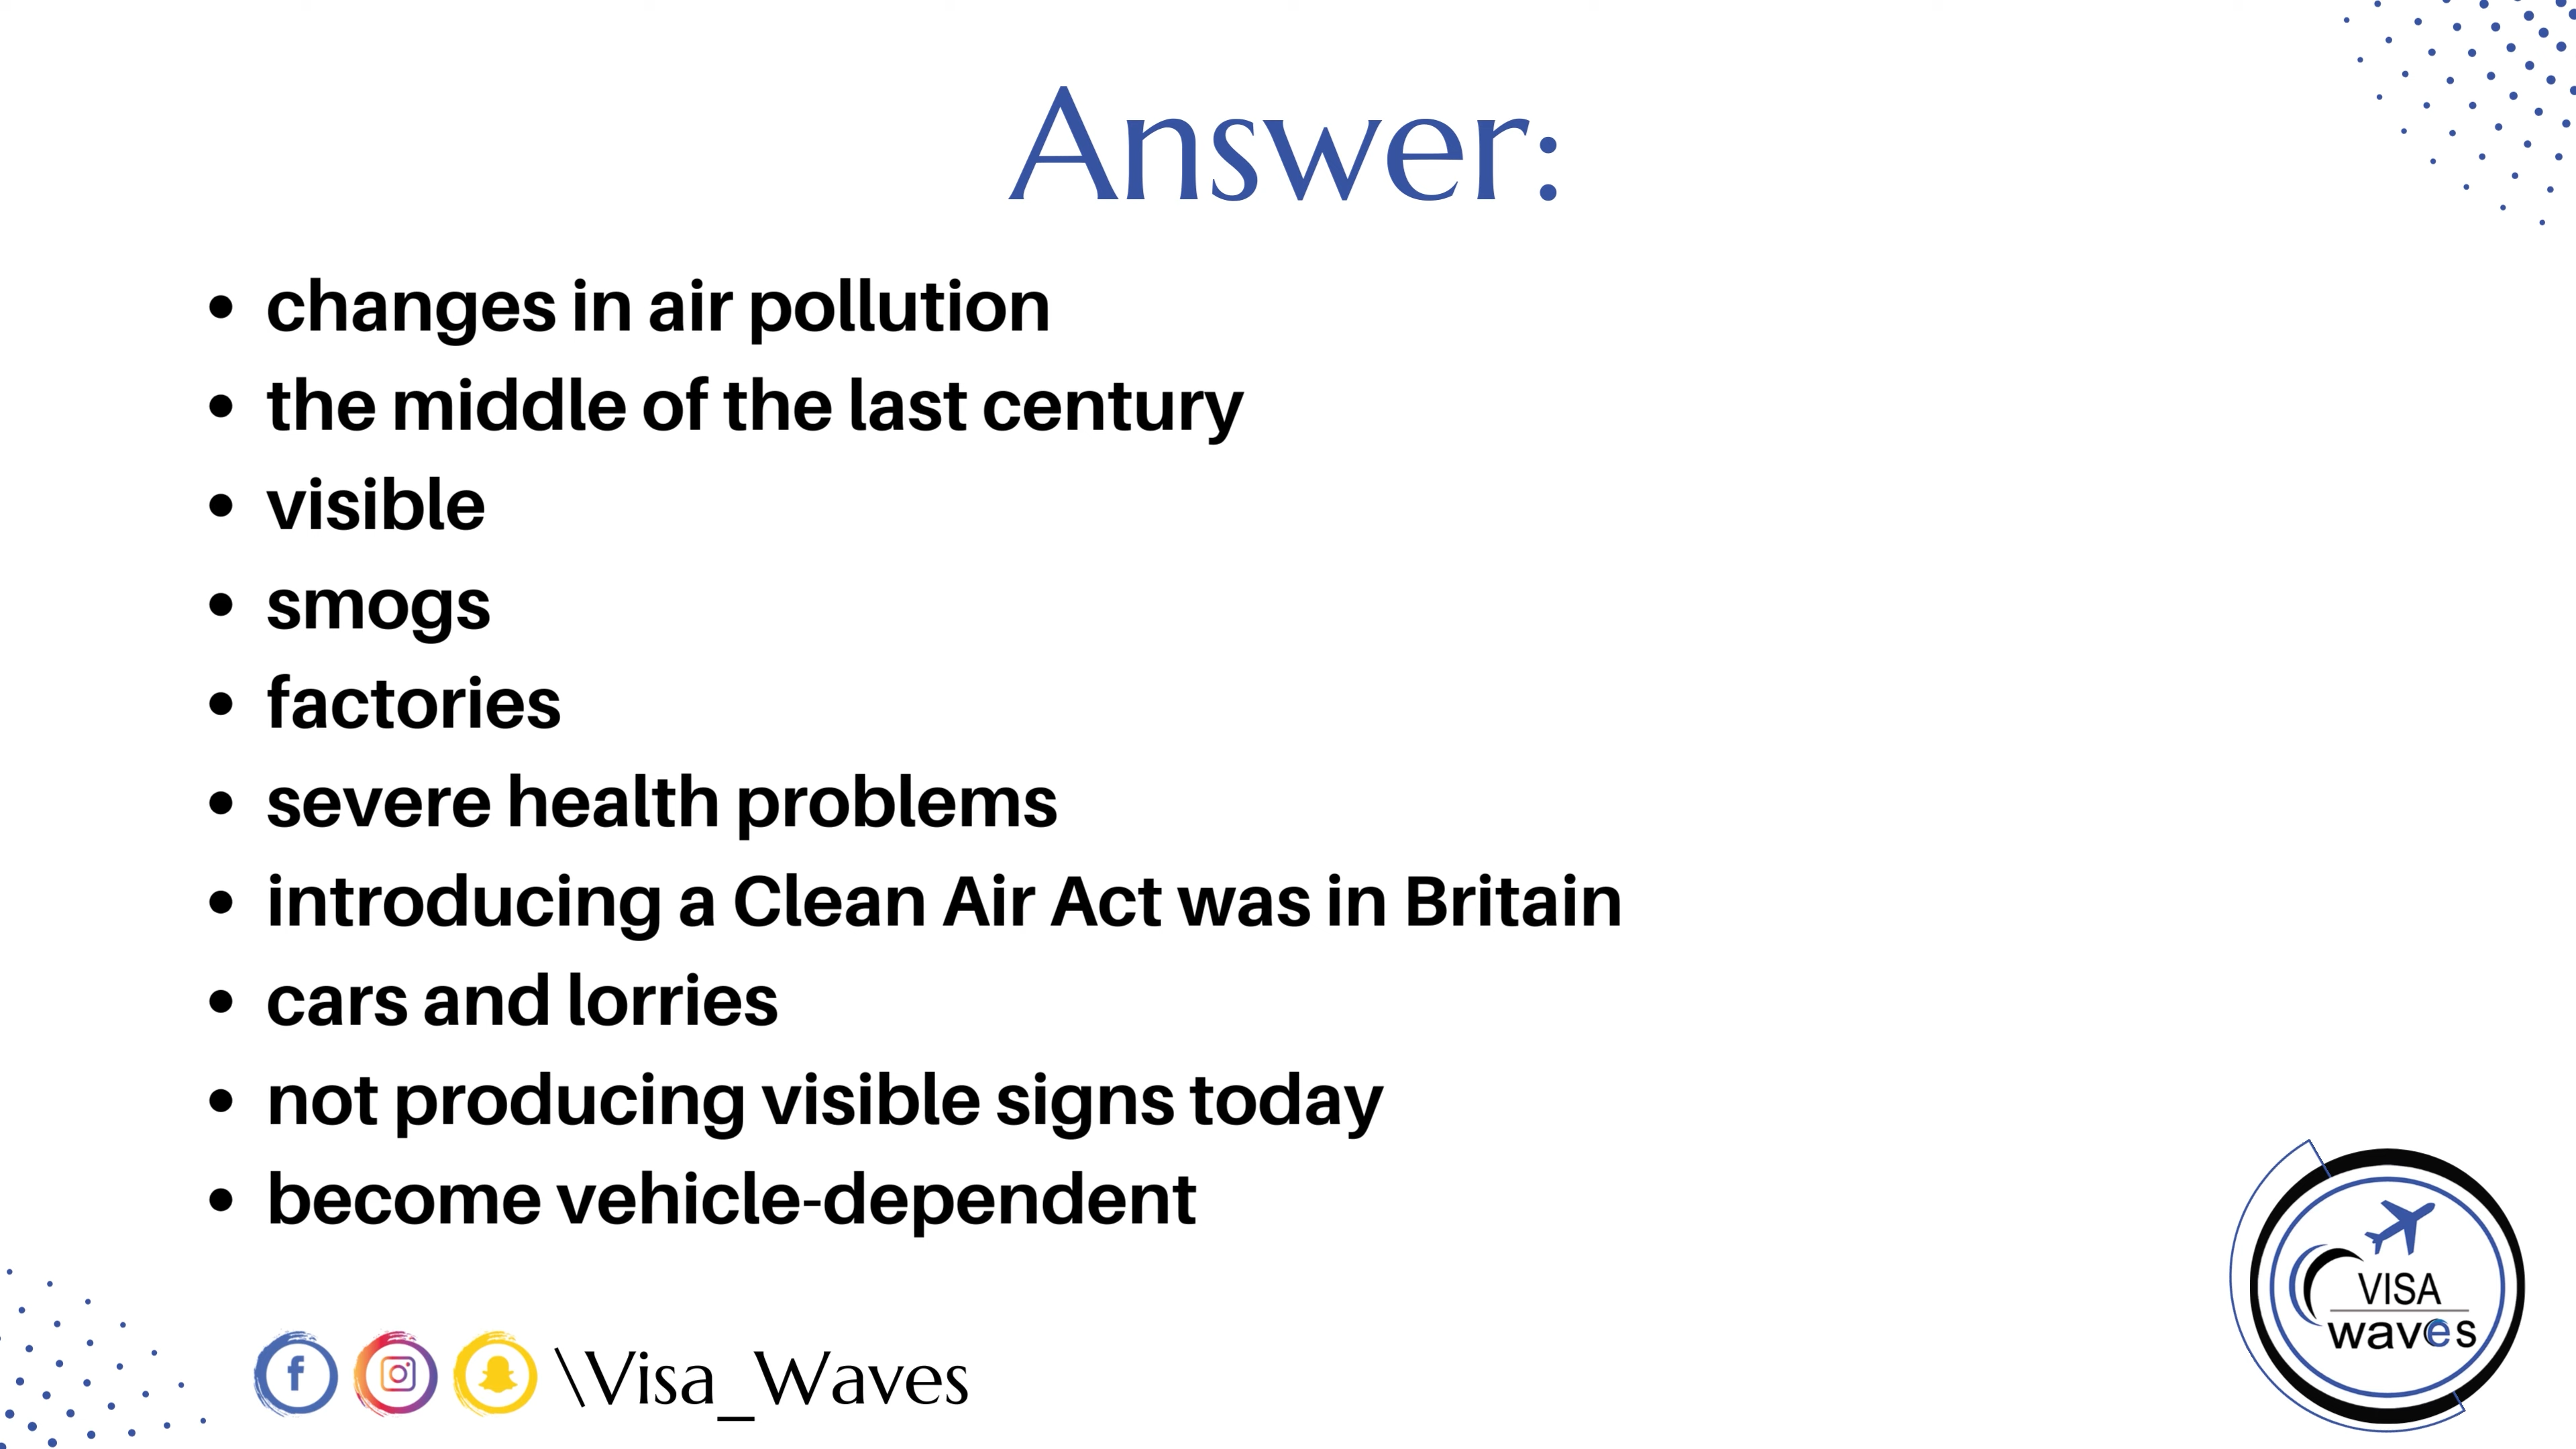 Answer:
• changes in air pollution
• the middle of the last century
• visible
• smogs
• factories
• severe health problems
• introducing a Clean Air Act was in Britain
• cars and lorries
• not producing visible signs today
• become vehicle-dependent
\Visa_Waves
VISA
waves